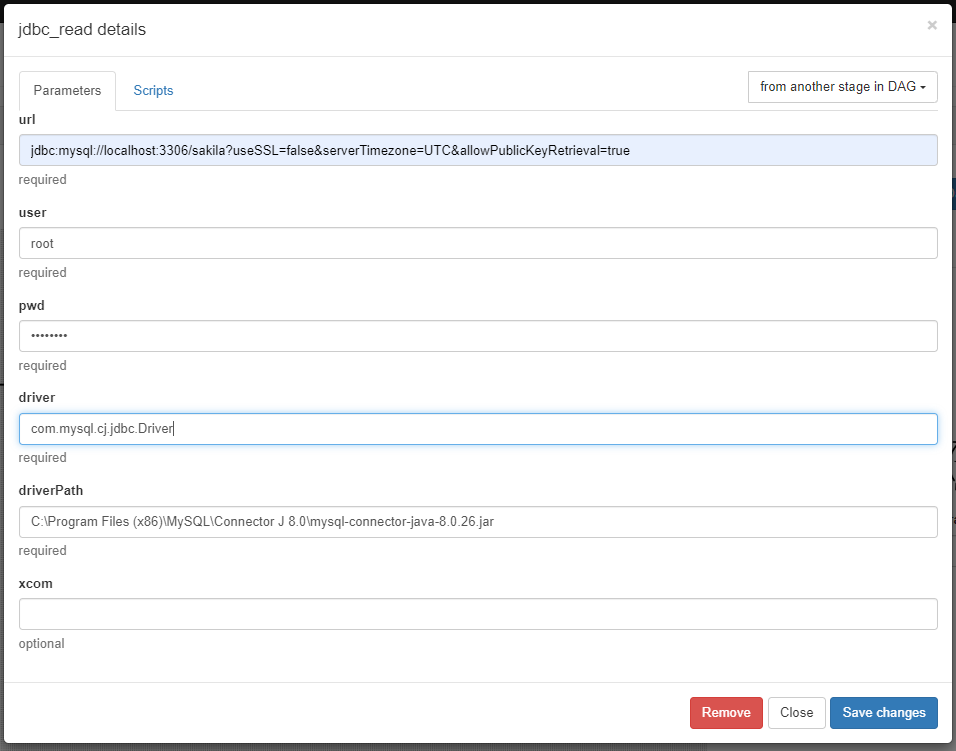 jdbc_read details
×
Parameters
Scripts
from another stage in DAG
url
jdbc:mysql://localhost:3306/sakila?useSSL=false&serverTimezone=UTC&allowPublicKeyRetrieval=true
required
user
root
required
pwd
••••••••
required
driver
com.mysql.cj.jdbc.Driver
required
driverPath
C:\Program Files (x86)\MySQL\Connector J 8.0\mysql-connector-java-8.0.26.jar
required
xcom
optional
Remove
Close
Save changes